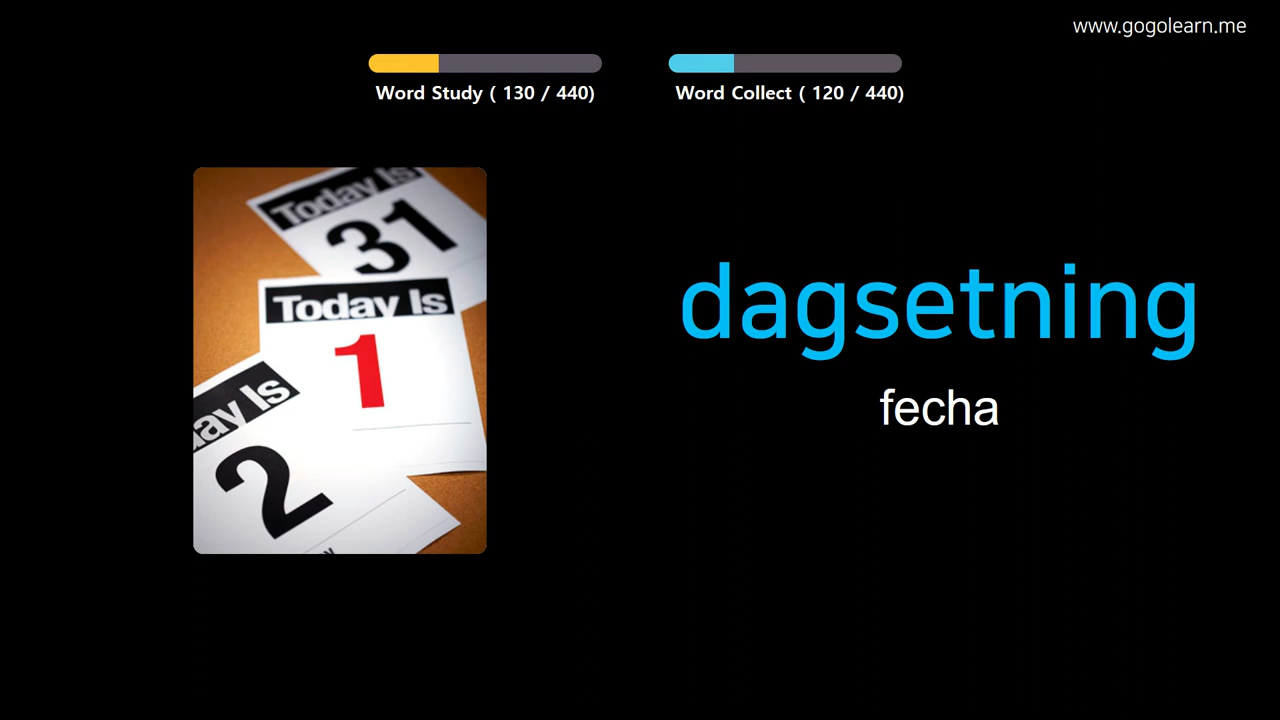 www.gogolearn.me
Word Study ( 130 / 440)
Word Collect ( 120 / 440)
Today Is
31
Today Is
1
ay Is
2
dagsetning
fecha